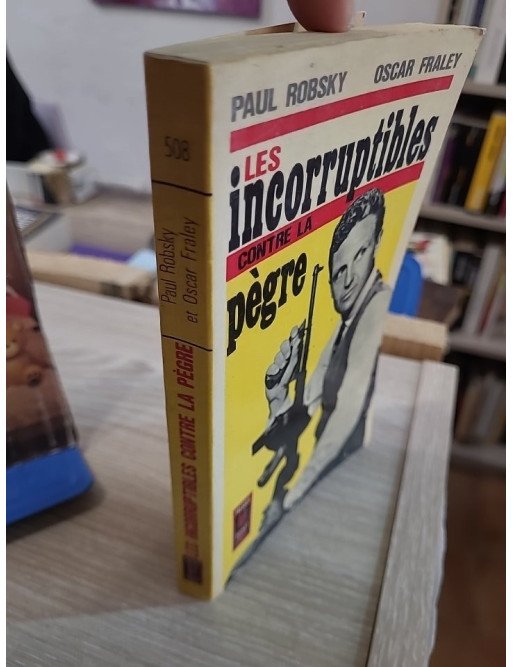 PAUL ROBSKY OSCAR FRALEY
LES
incorruptibles
CONTRE LA
pègre
508
Paul Robsky
et Oscar Fraley
LES INCORRUPTIBLES CONTRE LA PÈGRE